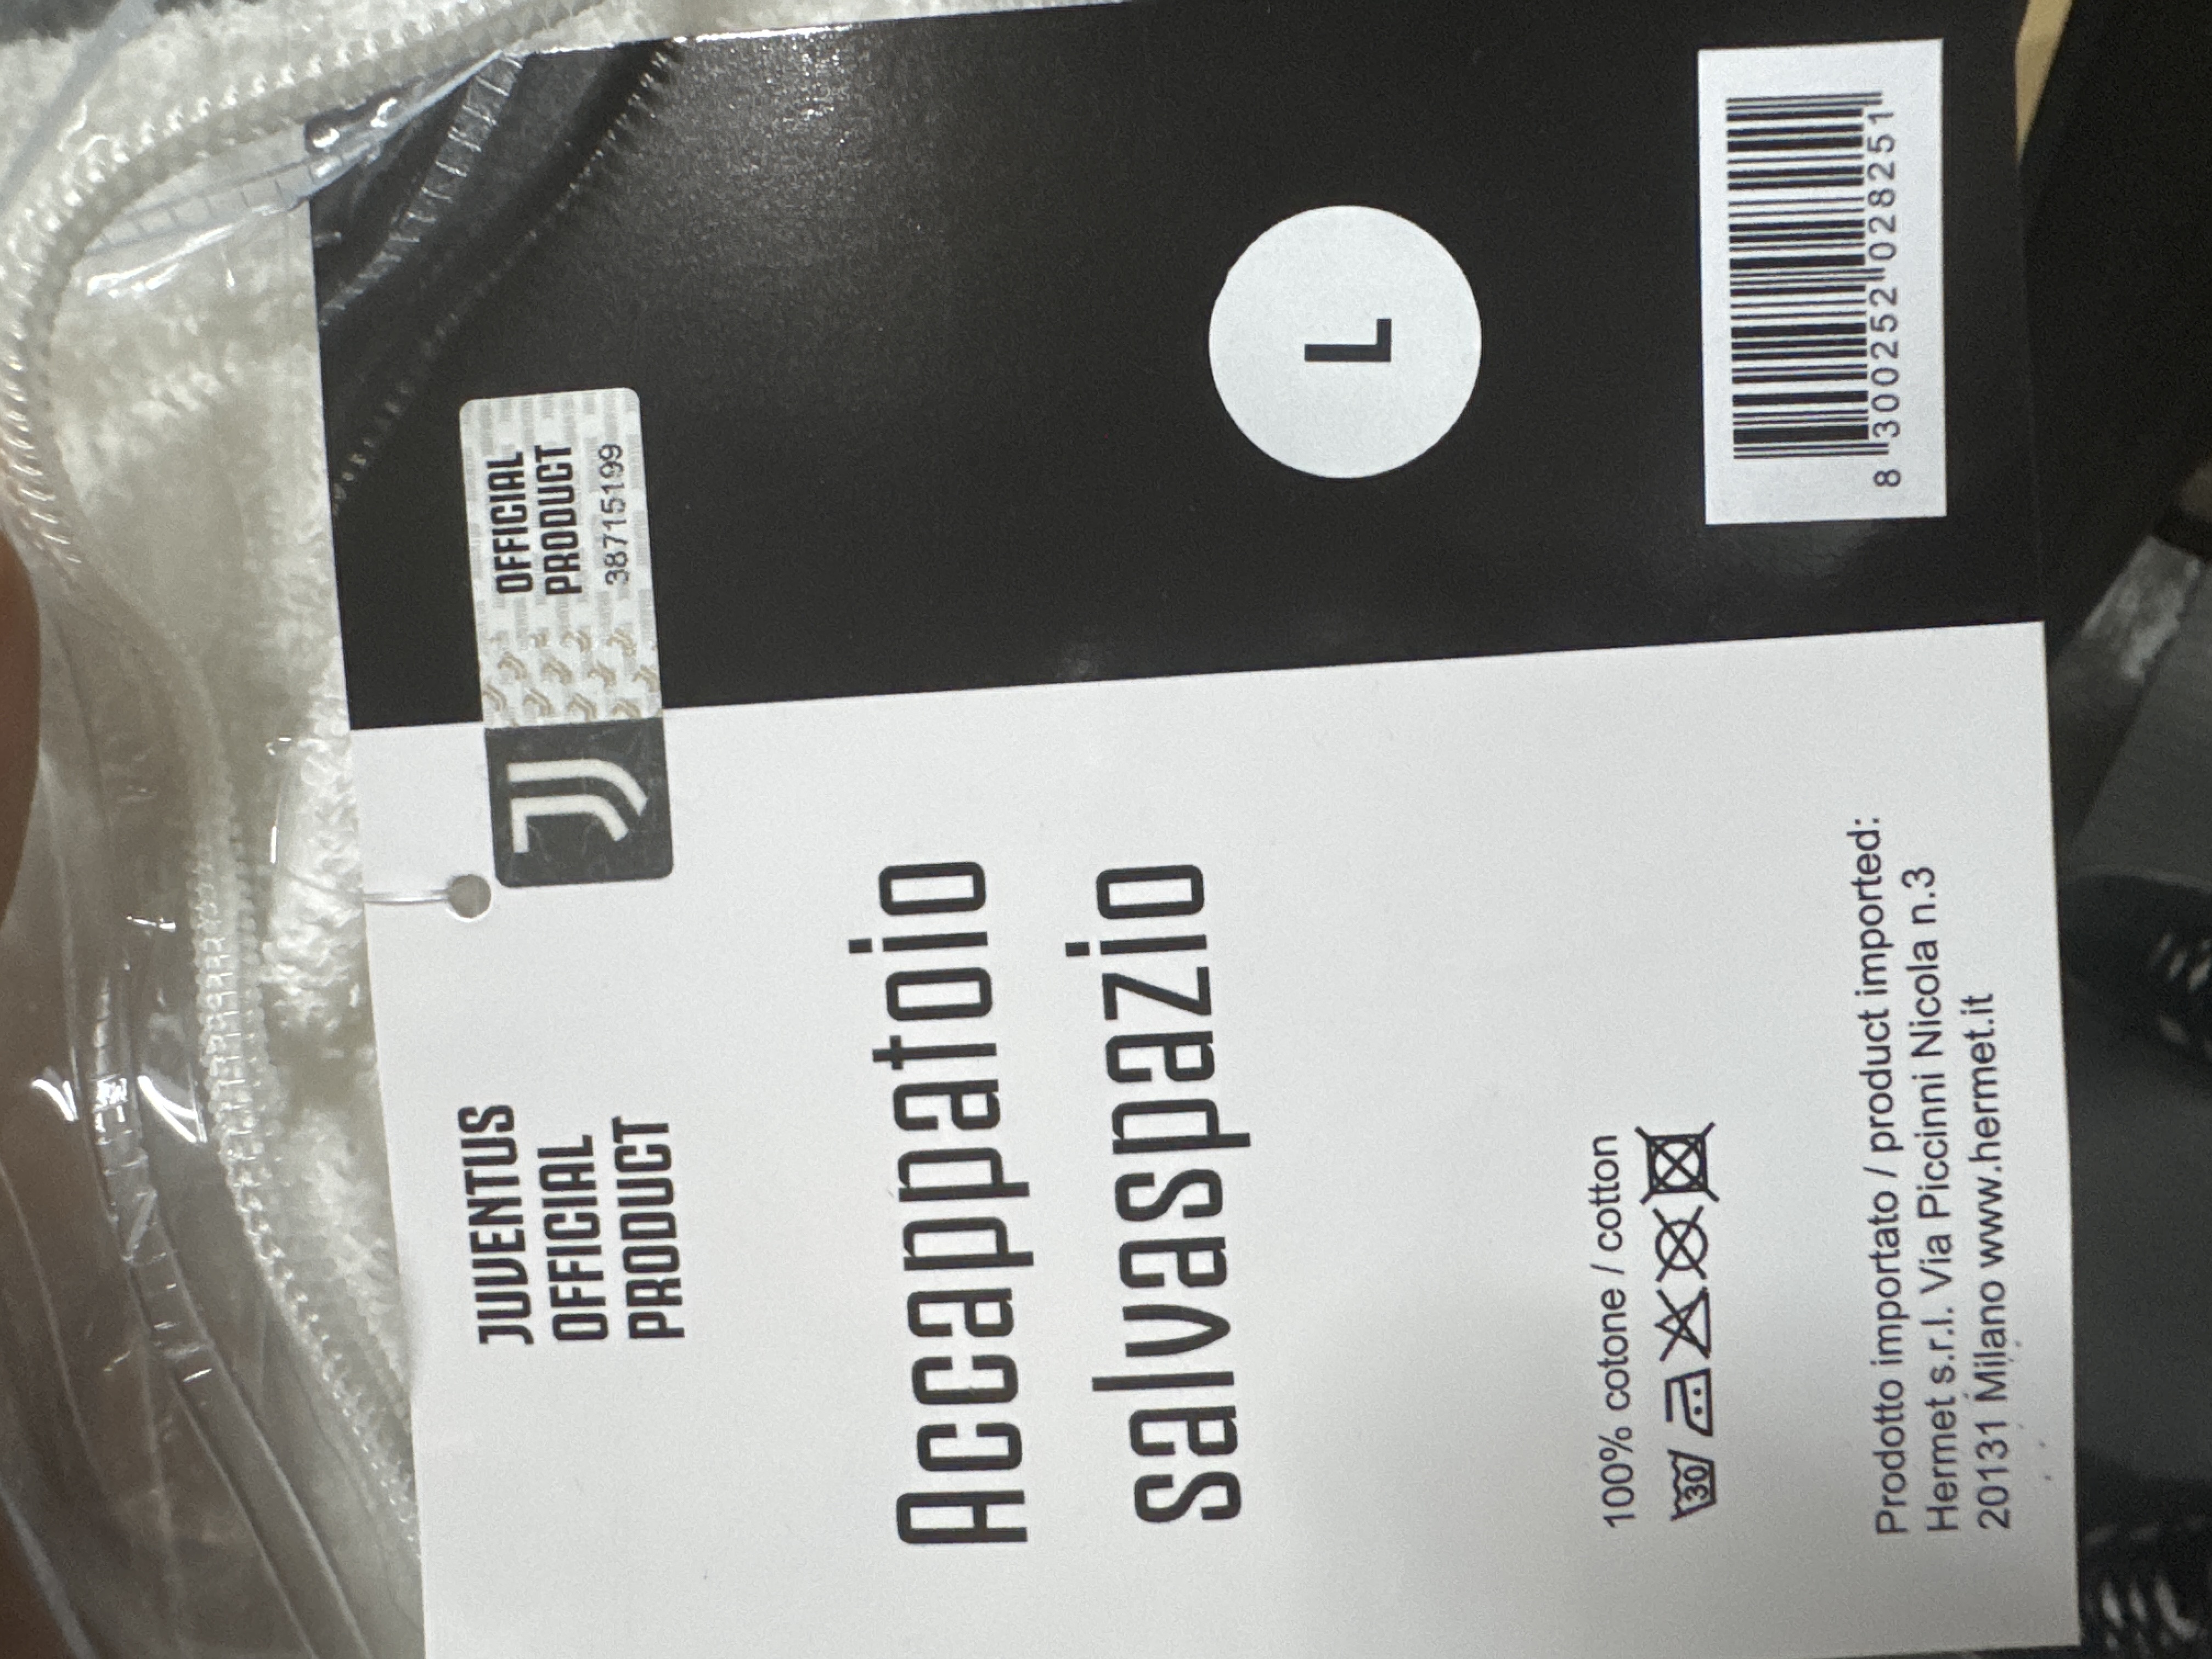 JUVENTUS
OFFICIAL
PRODUCT
OFFICIAL
PRODUCT
38715199
Accappatoio
salvaspazio
L
100% cotone / cotton
30
Prodotto importato / product imported:
Hermet s.r.l. Via Piccinni Nicola n.3
20131 Milano www.hermet.it
8 300252 028251